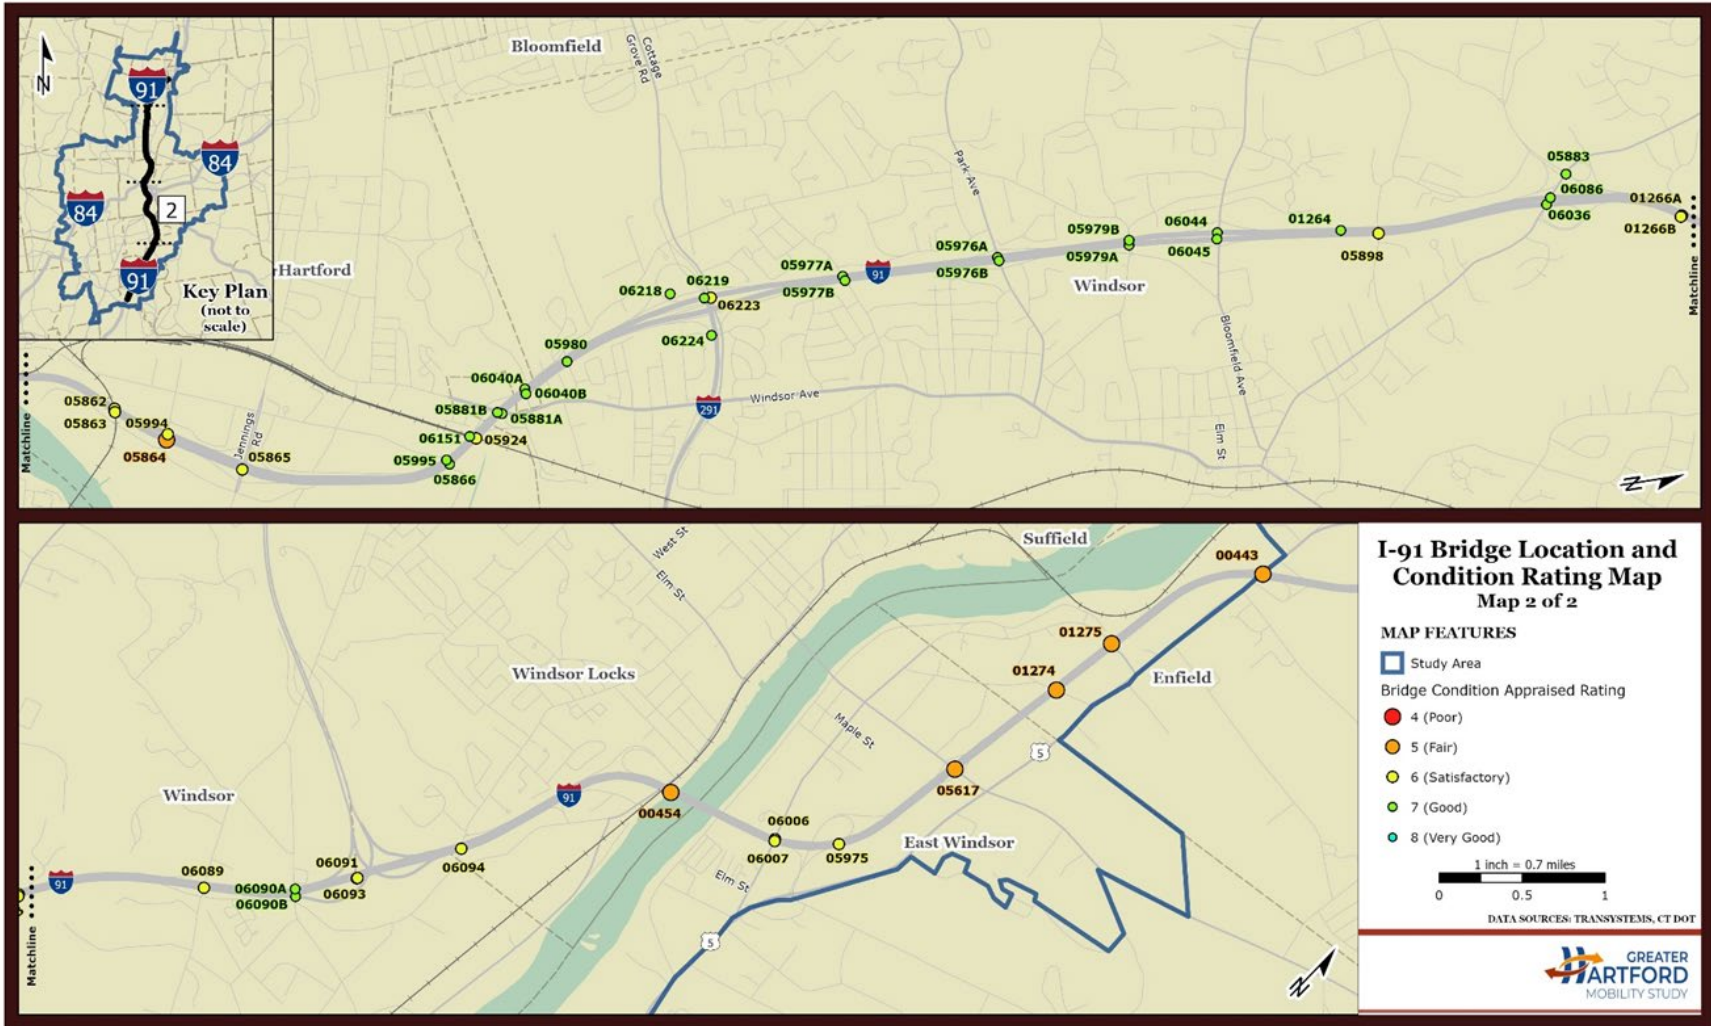 Bloomfield
Cottage
Grove Rd
N
91
84
84
2
91
Key Plan
(not to
scale)
Hartford
Park Ave
05883
06086
06036
01266A
01266B
Matchline
05979B
05979A
06044
06045
01264
05898
05976A
05976B
05977A
05977B
91
Windsor
06218
06219
06223
06224
05980
06040A
06040B
05881B
05881A
06151
05924
05995
05866
291
Windsor Ave
Bloomfield Ave
Elm St
05862
05863
05994
05864
Jennings
Rd
05865
Matchline
N
West St
Elm St
Suffield
00443
01275
01274
Enfield
Windsor Locks
Maple St
5
Windsor
91
00454
05617
06006
06007
05975
East Windsor
Elm St
5
06094
06091
06093
06089
06090A
06090B
91
Matchline
N
I-91 Bridge Location and
Condition Rating Map
Map 2 of 2
MAP FEATURES
Study Area
Bridge Condition Appraised Rating
4 (Poor)
5 (Fair)
6 (Satisfactory)
7 (Good)
8 (Very Good)
1 inch = 0.7 miles
0 0.5 1
DATA SOURCES: TRANSYSTEMS, CT DOT
GREATER
HARTFORD
MOBILITY STUDY